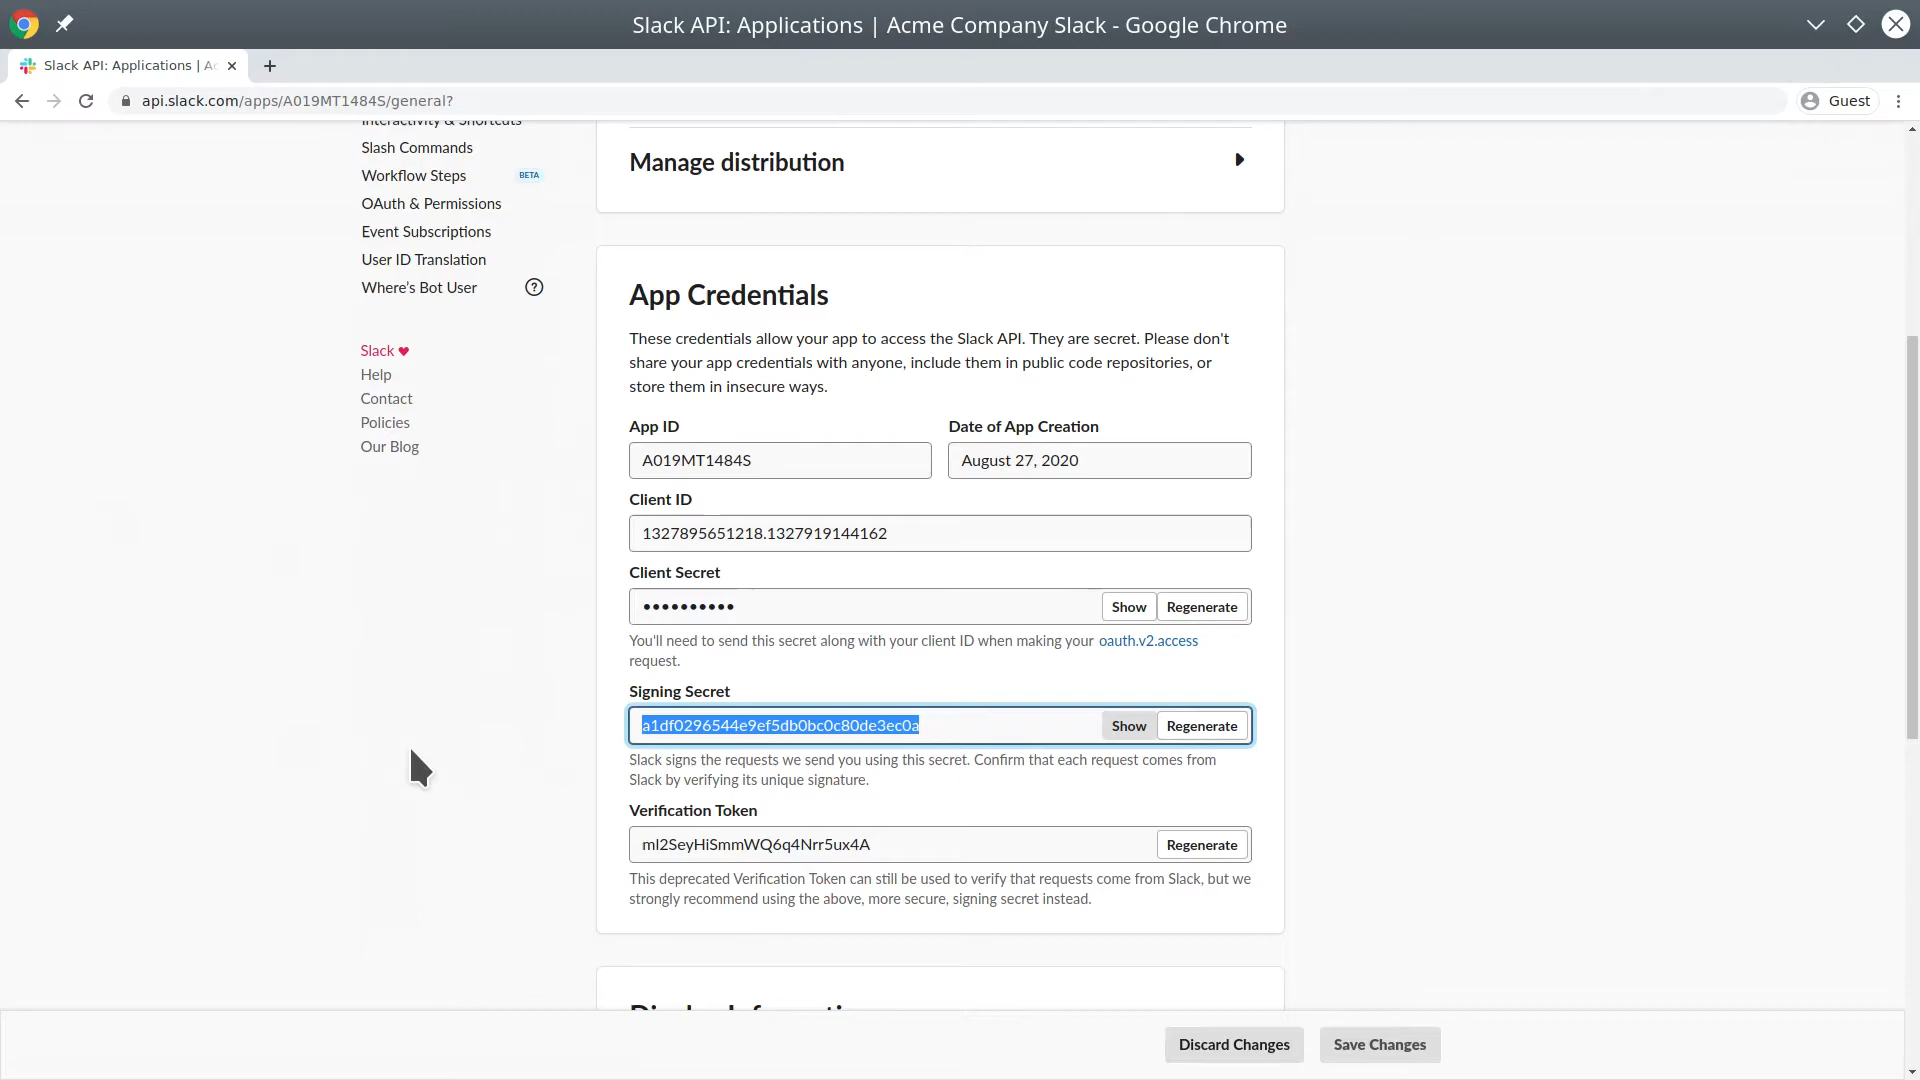 Slack API: Applications | Acme Company Slack - Google Chrome
Slack API: Applications | Ac
api.slack.com/apps/A019MT1484S/general?
Guest
Interactivity & Shortcuts
Slash Commands
Workflow Steps BETA
OAuth & Permissions
Event Subscriptions
User ID Translation
Where's Bot User ?
Slack ♥
Help
Contact
Policies
Our Blog
Manage distribution
App Credentials
These credentials allow your app to access the Slack API. They are secret. Please don't
share your app credentials with anyone, include them in public code repositories, or
store them in insecure ways.
App ID
Date of App Creation
A019MT1484S
August 27, 2020
Client ID
1327895651218.1327919144162
Client Secret
•••••••••• Show Regenerate
You'll need to send this secret along with your client ID when making your oauth.v2.access
request.
Signing Secret
a1df0296544e9ef5db0bc0c80de3ec0a Show Regenerate
Slack signs the requests we send you using this secret. Confirm that each request comes from
Slack by verifying its unique signature.
Verification Token
ml2SeyHiSmmWQ6q4Nrr5ux4A Regenerate
This deprecated Verification Token can still be used to verify that requests come from Slack, but we
strongly recommend using the above, more secure, signing secret instead.
Display Information
Discard Changes
Save Changes